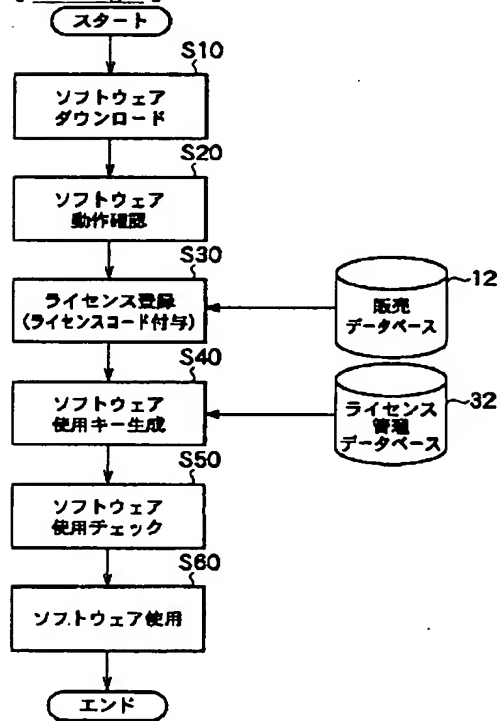 スタート
S10
ソフトウェア
ダウンロード
S20
ソフトウェア
動作確認
S30
ライセンス登録
(ライセンスコード付与)
12
販売
データベース
S40
ソフトウェア
使用キー生成
32
ライセンス
管理
データベース
S50
ソフトウェア
使用チェック
S60
ソフトウェア使用
エンド